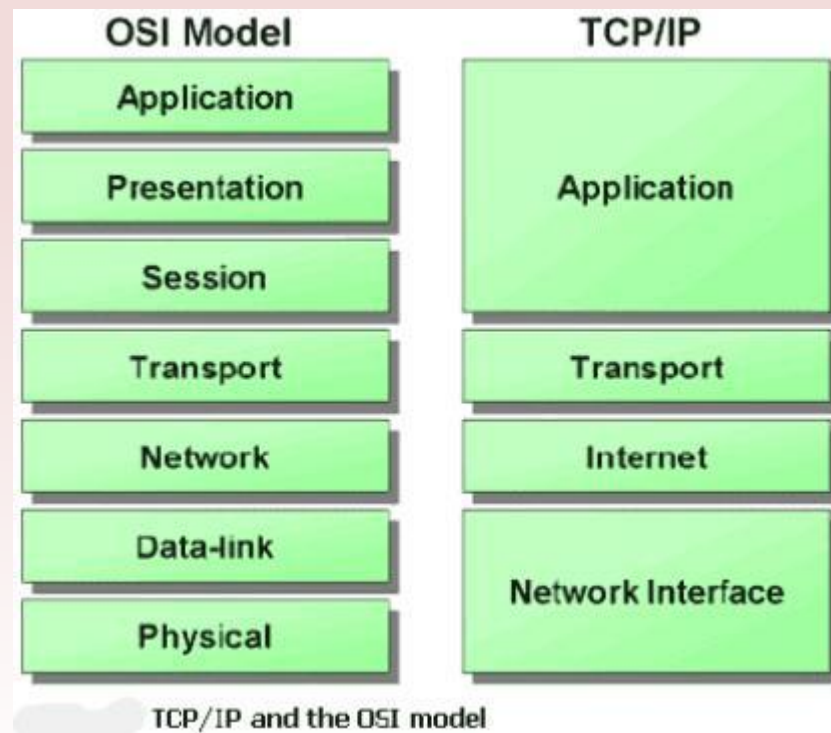 OSI Model
Application
Presentation
Session
Transport
Network
Data-link
Physical
TCP/IP
Application
Transport
Internet
Network Interface
TCP/IP and the OSI model